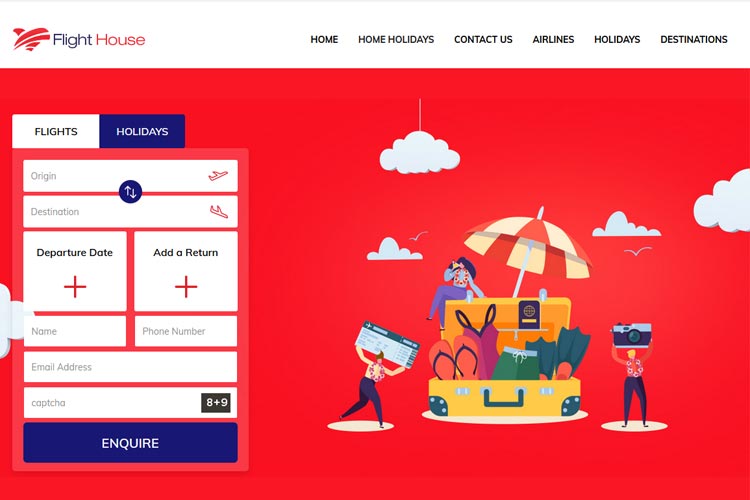 Flight House
HOME HOME HOLIDAYS CONTACT US AIRLINES HOLIDAYS DESTINATIONS
FLIGHTS HOLIDAYS
Origin
Destination
Departure Date Add a Return
Name Phone Number
Email Address
captcha 8+9
ENQUIRE